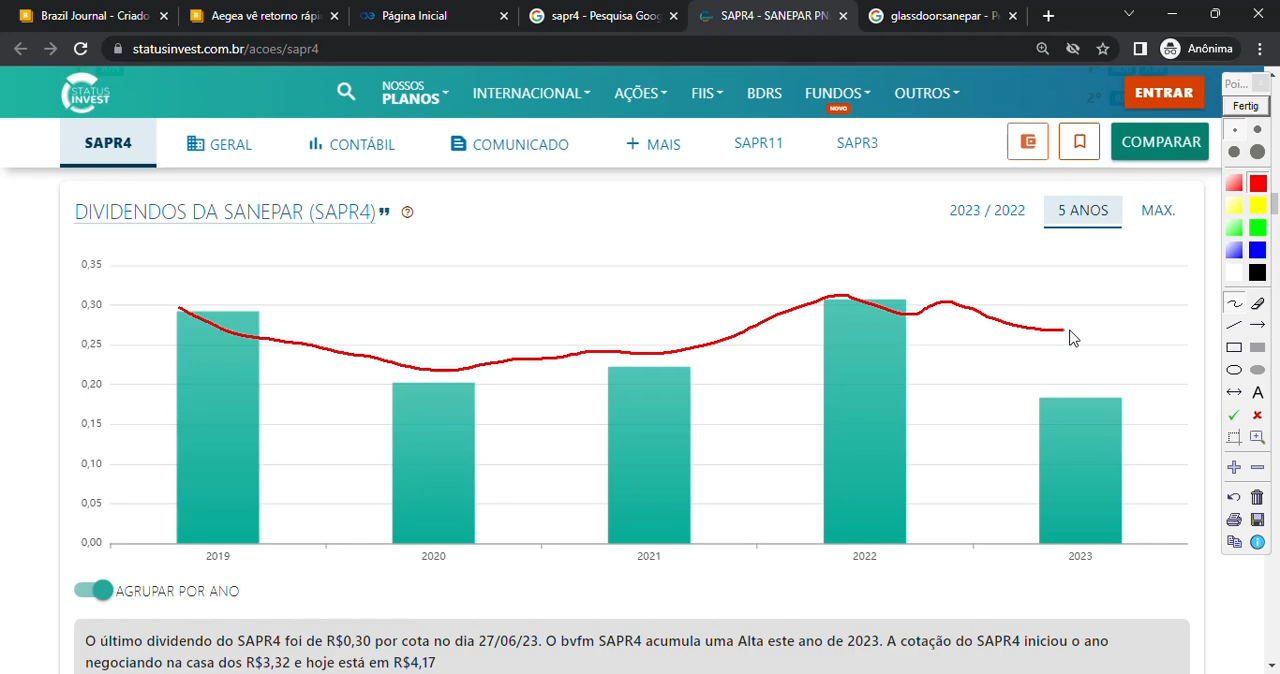 Brazil Journal - Criado
Aegea vê retorno rápi
Página Inicial
sapr4 - Pesquisa Goog
SAPR4 - SANEPAR PN
glassdoor:sanepar - P
statusinvest.com.br/acoes/sapr4
Anônima
STATUS
INVEST
NOSSOS
PLANOS
INTERNACIONAL
AÇÕES
FIIS
BDRS
FUNDOS
NOVO
OUTROS
ENTRAR
Poi...
Fertig
SAPR4
GERAL
CONTÁBIL
COMUNICADO
+ MAIS
SAPR11
SAPR3
COMPARAR
DIVIDENDOS DA SANEPAR (SAPR4)
2023 / 2022
5 ANOS
MAX.
0,35
0,30
0,25
0,20
0,15
0,10
0,05
0,00
2019
2020
2021
2022
2023
AGRUPAR POR ANO
O último dividendo do SAPR4 foi de R$0,30 por cota no dia 27/06/23. O bvfm SAPR4 acumula uma Alta este ano de 2023. A cotação do SAPR4 iniciou o ano
negociando na casa dos R$3,32 e hoje está em R$4,17